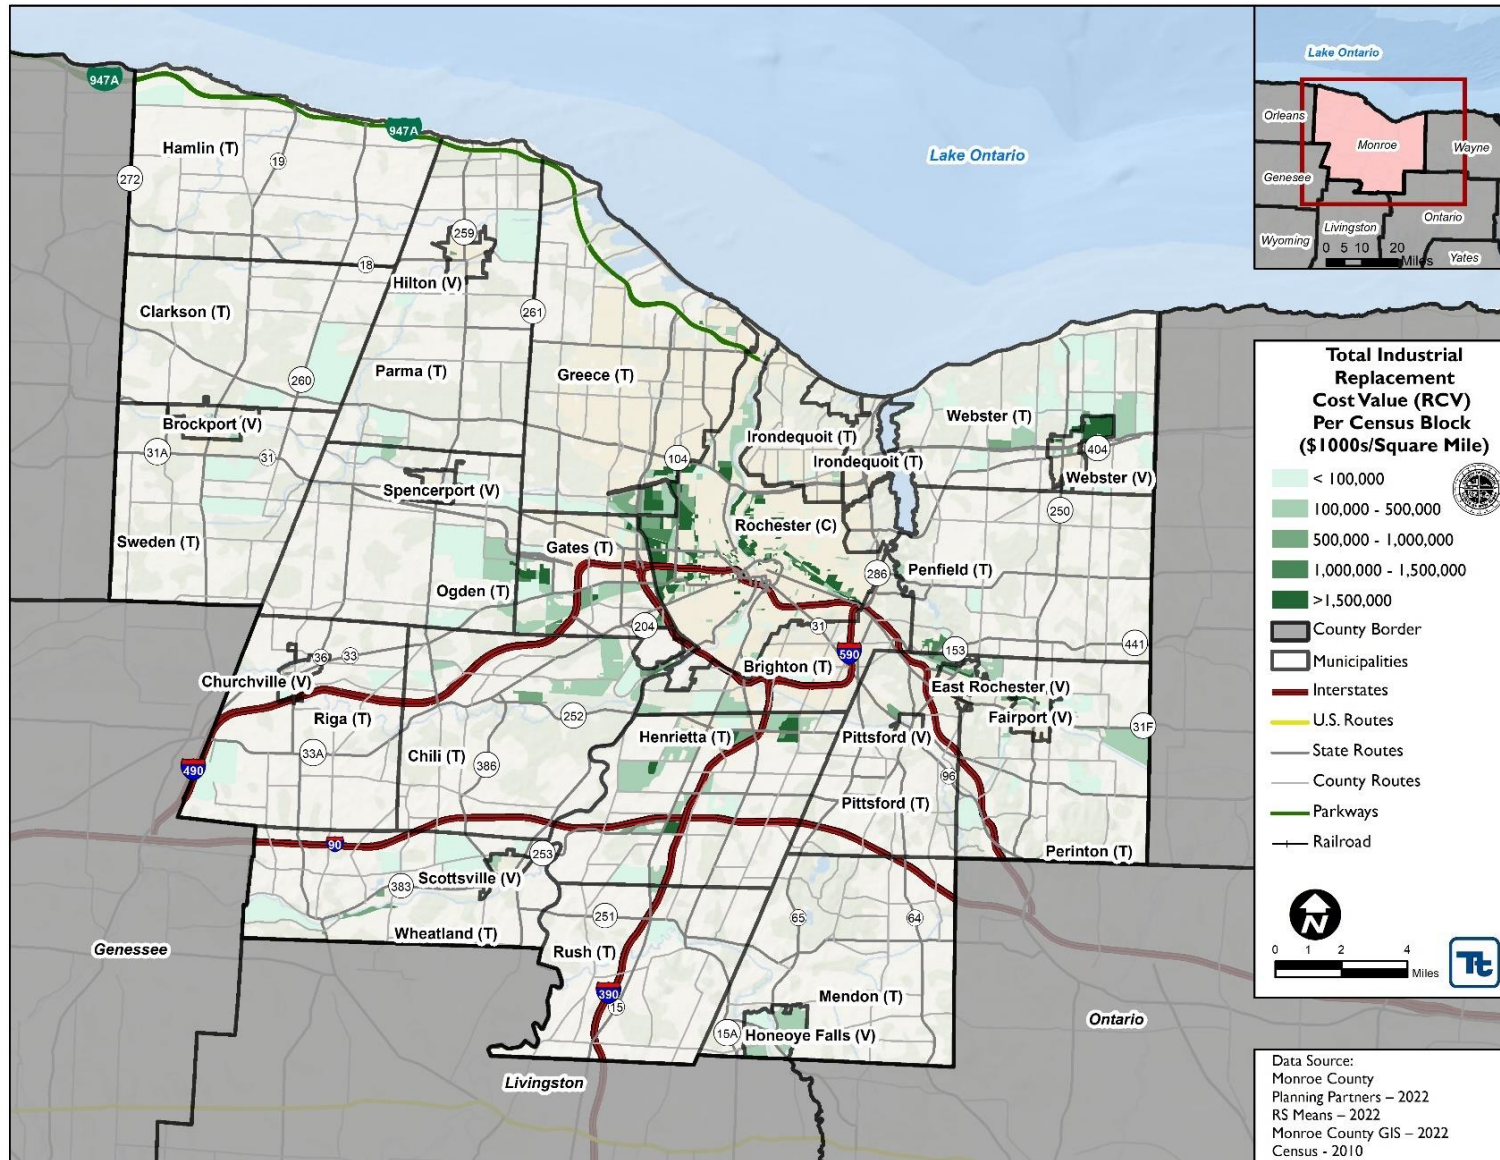 947A
947A
Hamlin (T)
19
272
Lake Ontario
259
18
Hilton (V)
Clarkson (T)
261
260
Parma (T)
Greece (T)
Brockport (V)
31A
31
Webster (T)
Irondequoit (T)
Irondequoit (T)
104
404
Webster (V)
Spencerport (V)
250
Rochester (C)
Sweden (T)
Gates (T)
286
Penfield (T)
Ogden (T)
204
31
153
441
36
33
590
Brighton (T)
Churchville (V)
East Rochester (V)
Riga (T)
252
Fairport (V)
31F
Henrietta (T)
Pittsford (V)
33A
Chili (T)
386
490
96
Pittsford (T)
90
253
Perinton (T)
Scottsville (V)
383
251
65
64
Wheatland (T)
Genessee
Rush (T)
390
15
Mendon (T)
15A
Honeoye Falls (V)
Ontario
Livingston
Lake Ontario
Orleans
Monroe
Wayne
Genesee
Livingston
Ontario
Wyoming
Yates
0 5 10 20
Miles
Total Industrial
Replacement
Cost Value (RCV)
Per Census Block
($1000s/Square Mile)
< 100,000
100,000 - 500,000
500,000 - 1,000,000
1,000,000 - 1,500,000
>1,500,000
County Border
Municipalities
Interstates
U.S. Routes
State Routes
County Routes
Parkways
Railroad
N
0 1 2 4
Miles
Tt
Data Source:
Monroe County
Planning Partners – 2022
RS Means – 2022
Monroe County GIS – 2022
Census - 2010